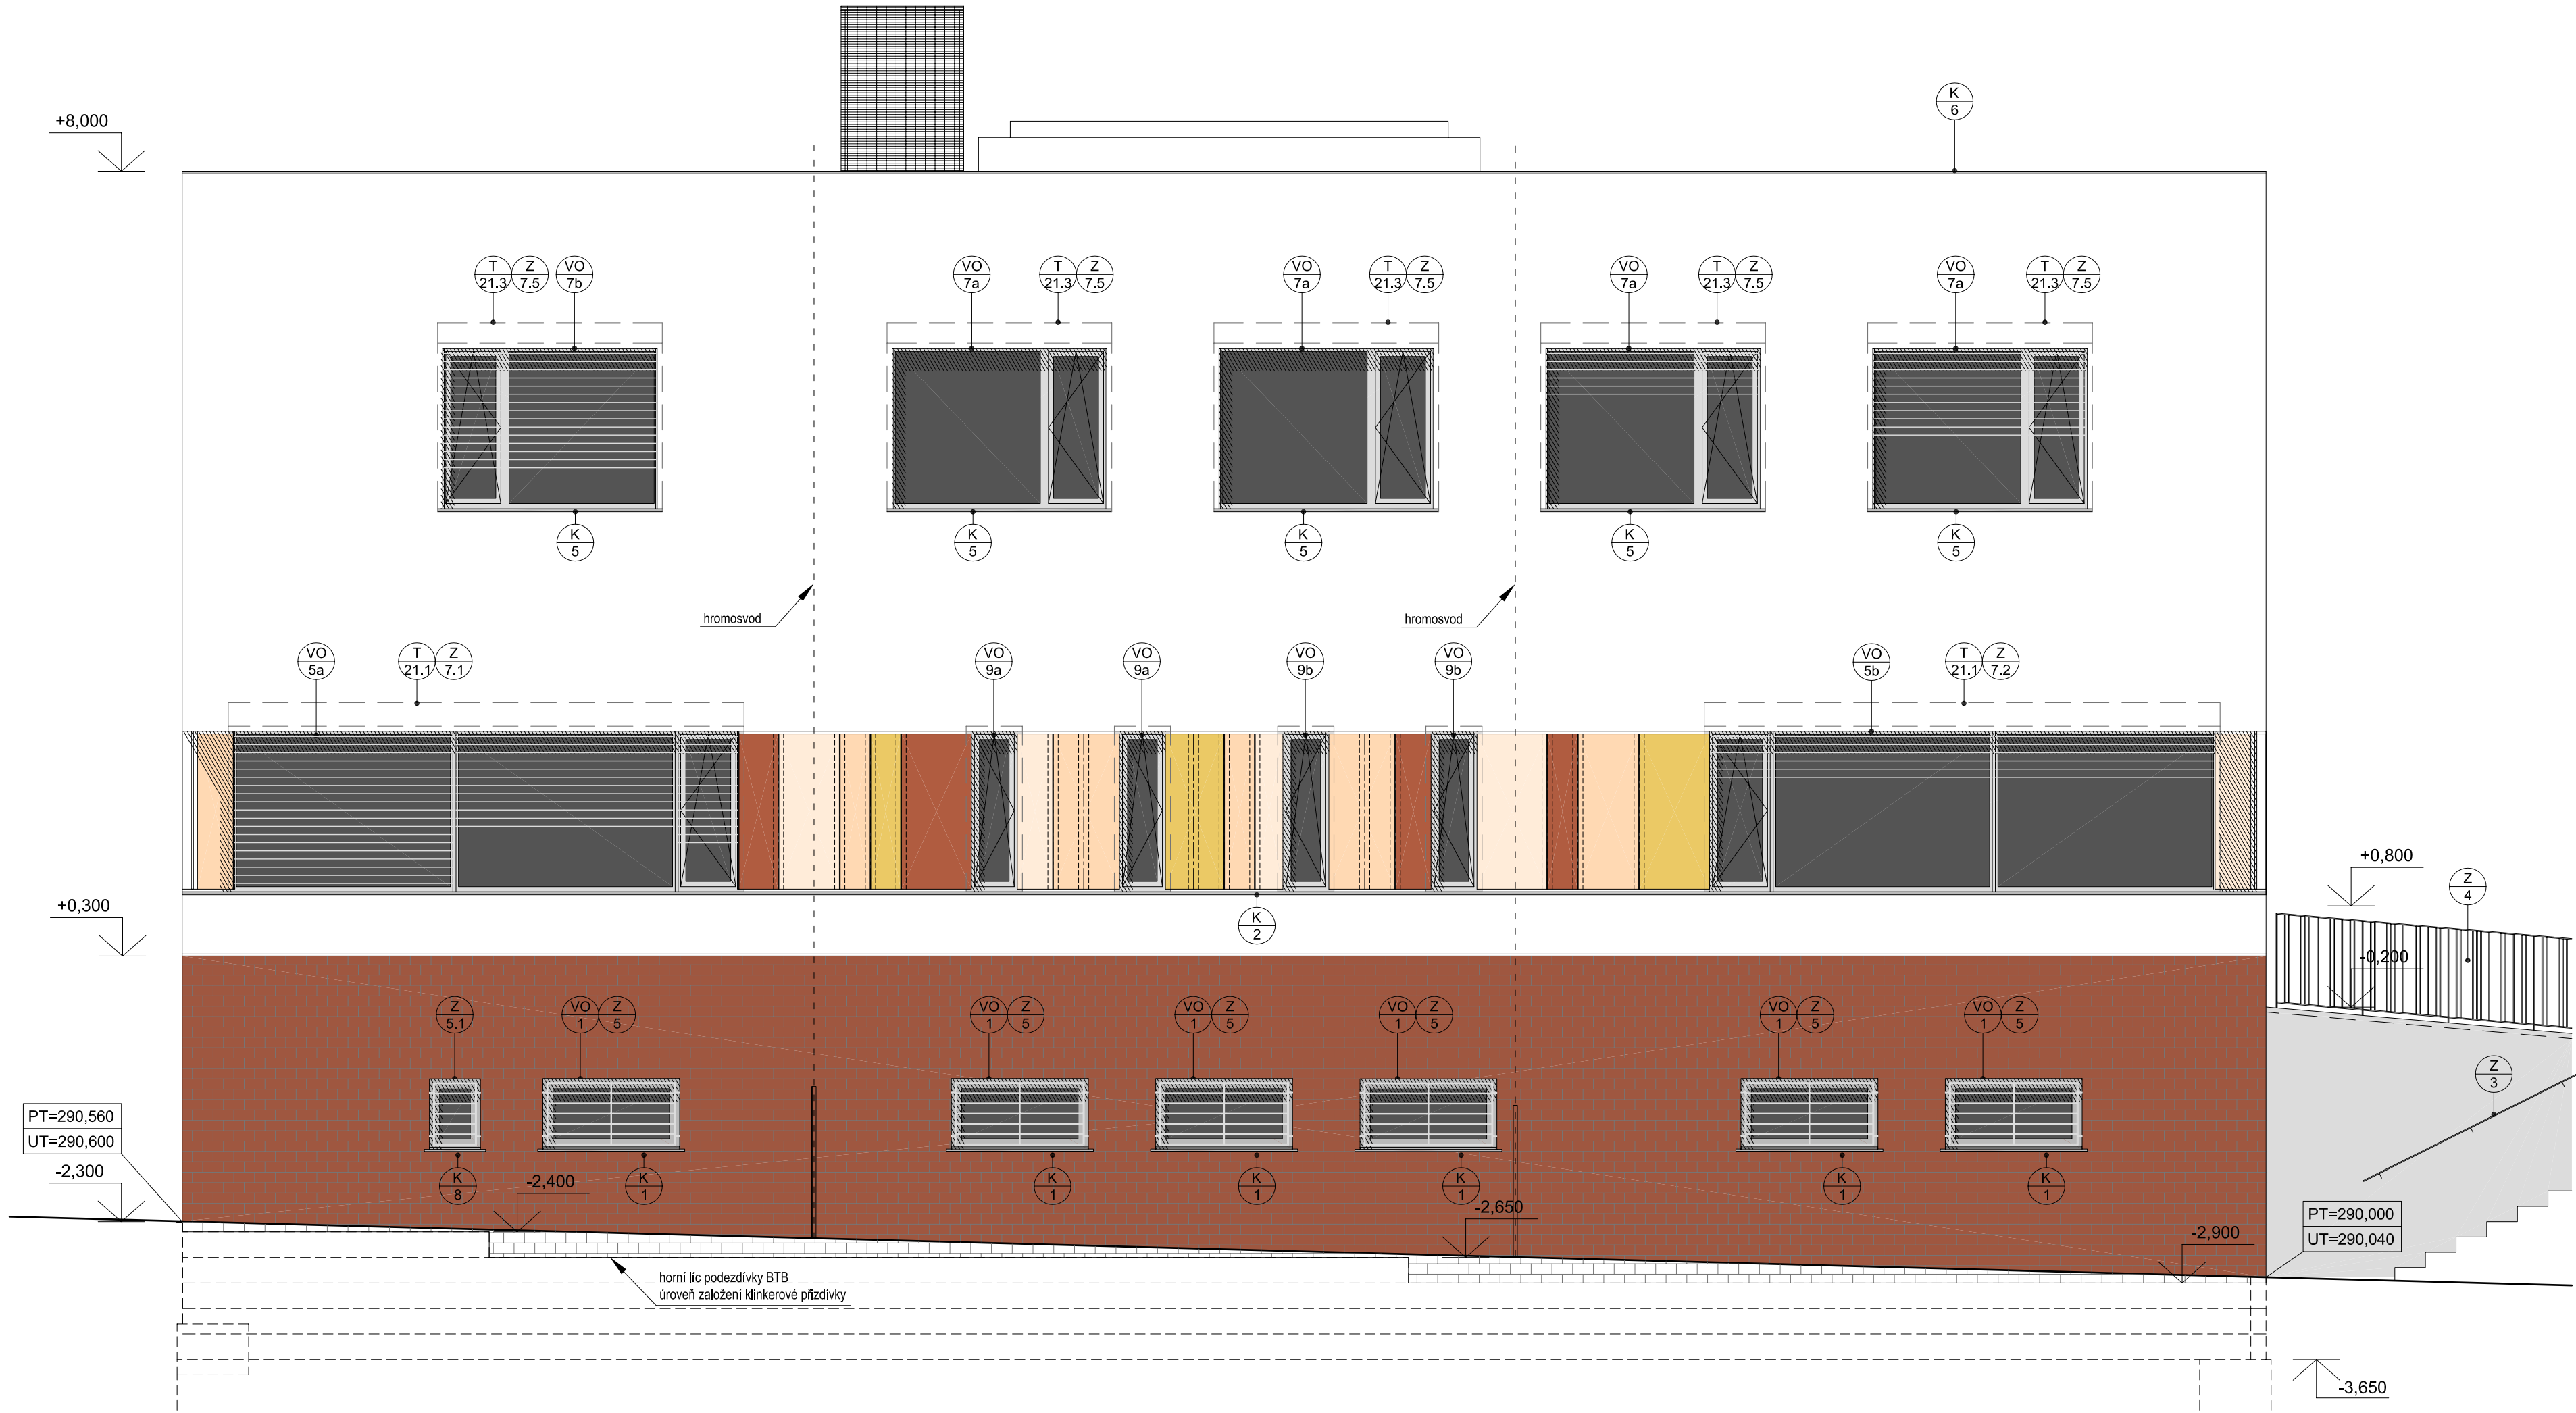 K
6
+8,000
T
21.3
Z
7.5
VO
7b
VO
7a
T
21.3
Z
7.5
VO
7a
T
21.3
Z
7.5
VO
7a
T
21.3
Z
7.5
VO
7a
T
21.3
Z
7.5
K
5
K
5
K
5
K
5
K
5
hromosvod
hromosvod
VO
5a
T
21.1
Z
7.1
VO
9a
VO
9a
VO
9b
VO
9b
VO
5b
T
21.1
Z
7.2
+0,800
Z
4
+0,300
K
2
-0,200
Z
5.1
VO
1
Z
5
VO
1
Z
5
VO
1
Z
5
VO
1
Z
5
VO
1
Z
5
VO
1
Z
5
Z
3
PT=290,560
UT=290,600
-2,300
K
8
-2,400
K
1
K
1
K
1
K
1
K
1
K
1
-2,650
-2,900
PT=290,000
UT=290,040
horní líc podezdívky BTB
úroveň založení klinkerové přizdívky
-3,650